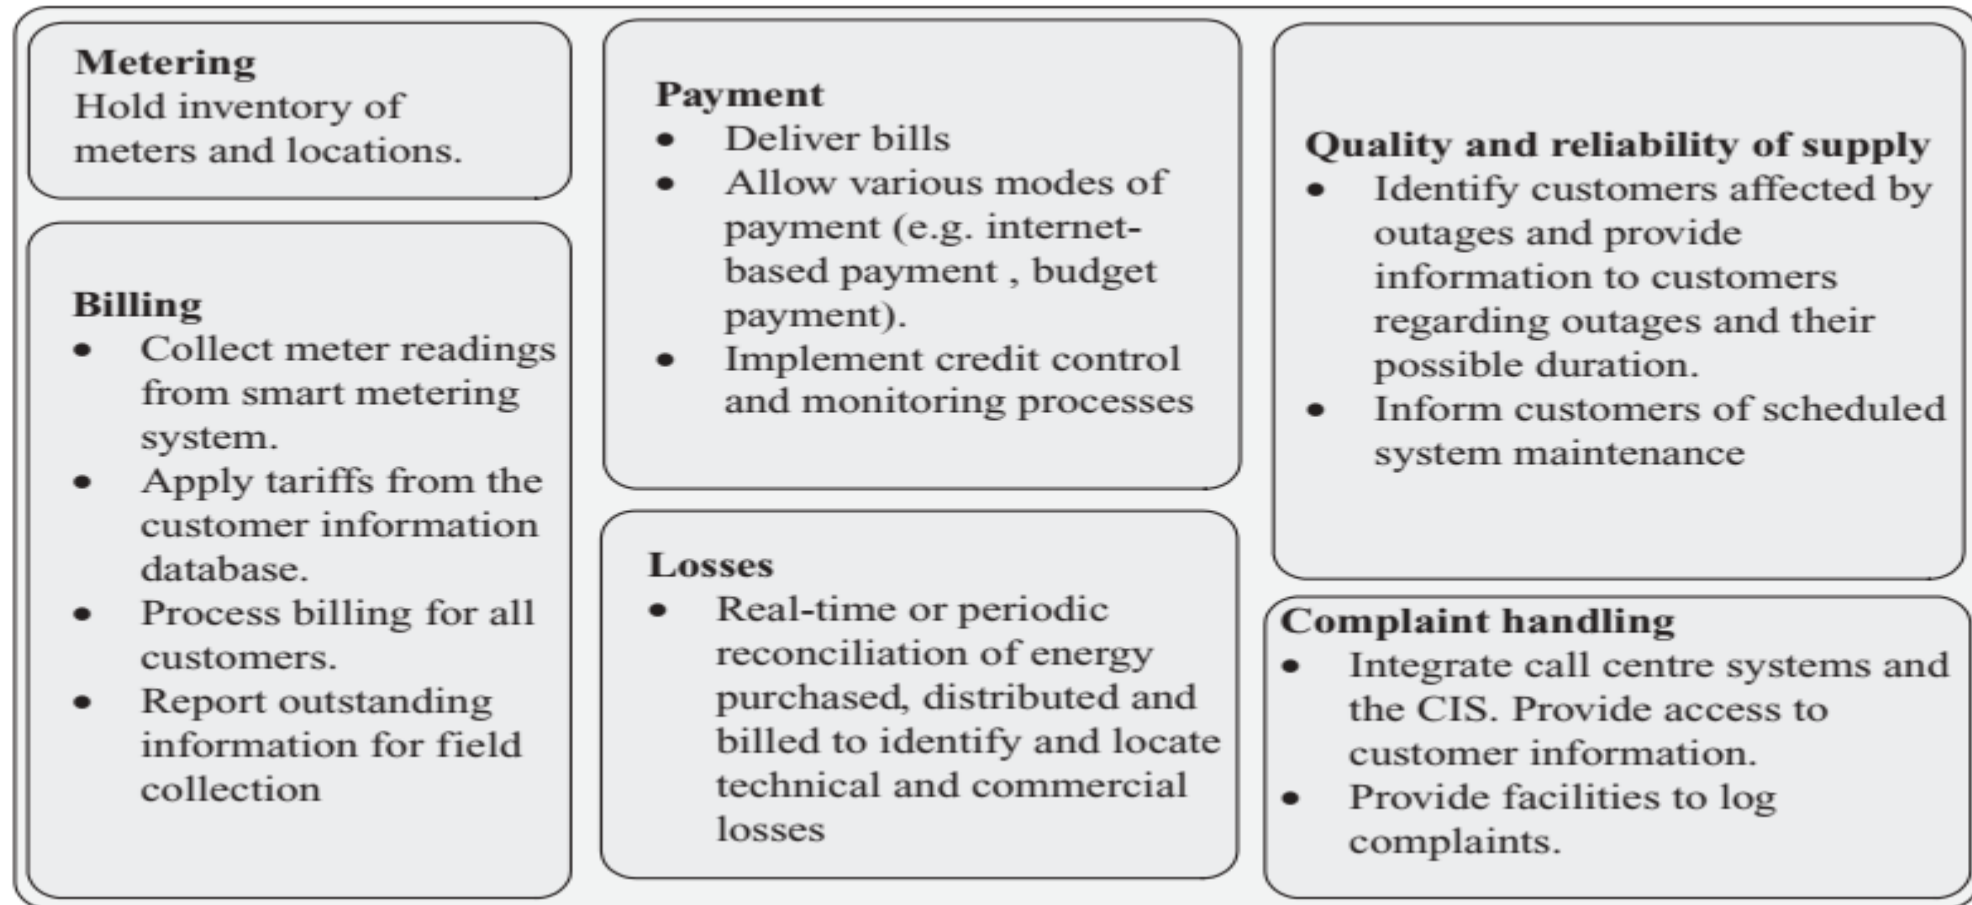 Metering
Hold inventory of
meters and locations.
Billing
• Collect meter readings
from smart metering
system.
• Apply tariffs from the
customer information
database.
• Process billing for all
customers.
• Report outstanding
information for field
collection
Payment
• Deliver bills
• Allow various modes of
payment (e.g. internet-
based payment , budget
payment).
• Implement credit control
and monitoring processes
Losses
• Real-time or periodic
reconciliation of energy
purchased, distributed and
billed to identify and locate
technical and commercial
losses
Quality and reliability of supply
• Identify customers affected by
outages and provide
information to customers
regarding outages and their
possible duration.
• Inform customers of scheduled
system maintenance
Complaint handling
• Integrate call centre systems and
the CIS. Provide access to
customer information.
• Provide facilities to log
complaints.